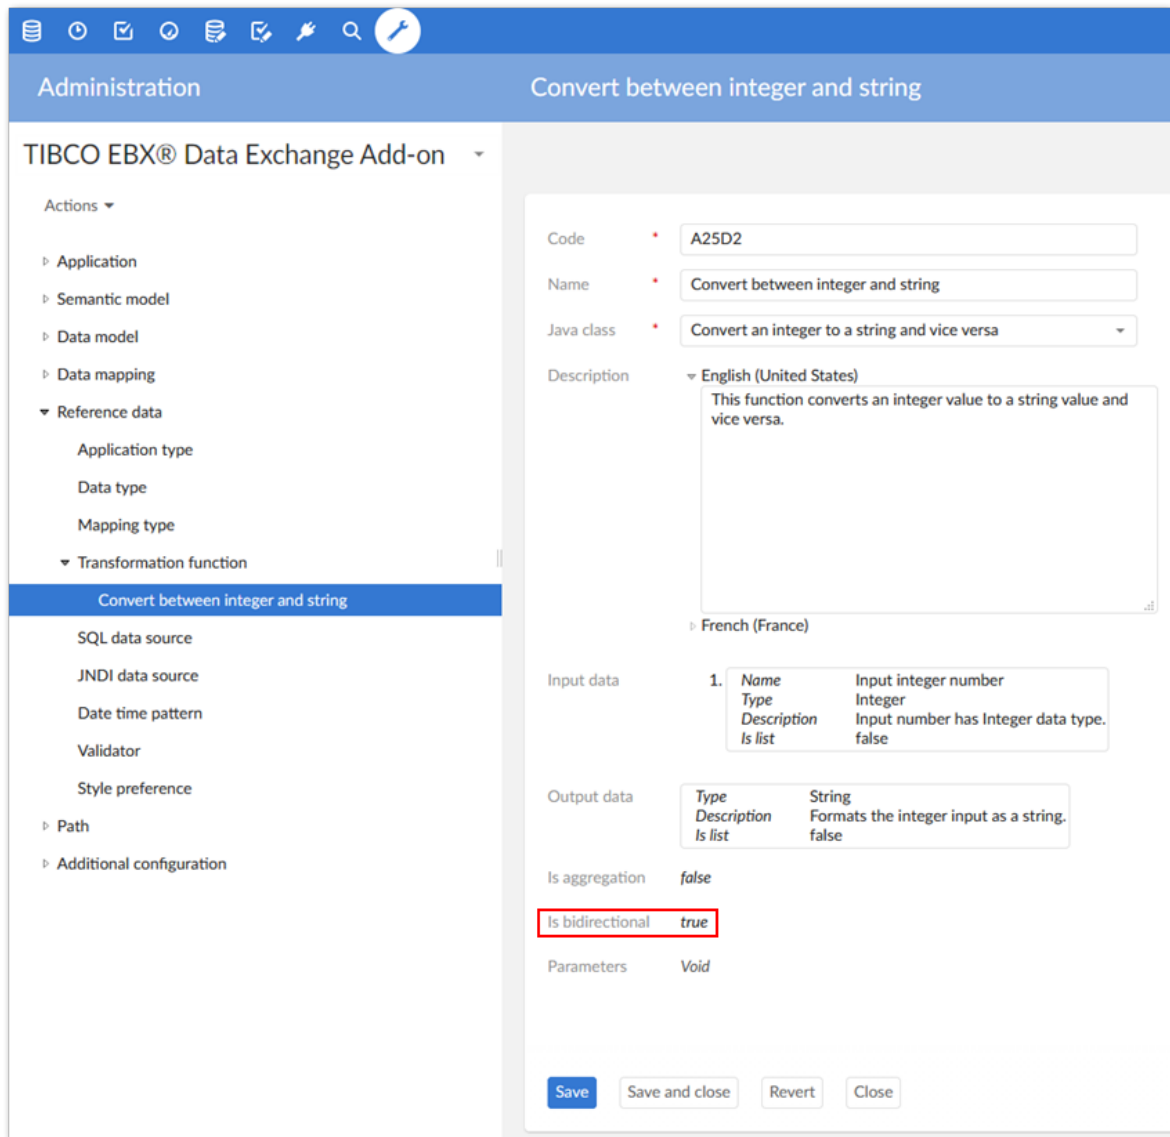 Administration
Convert between integer and string
TIBCO EBX® Data Exchange Add-on
Actions
Application
Semantic model
Data model
Data mapping
Reference data
Application type
Data type
Mapping type
Transformation function
Convert between integer and string
SQL data source
JNDI data source
Date time pattern
Validator
Style preference
Path
Additional configuration
Code * A25D2
Name * Convert between integer and string
Java class * Convert an integer to a string and vice versa
Description English (United States)
This function converts an integer value to a string value and
vice versa.
French (France)
Input data 1. Name Input integer number
Type Integer
Description Input number has Integer data type.
Is list false
Output data Type String
Description Formats the integer input as a string.
Is list false
Is aggregation false
Is bidirectional true
Parameters Void
Save Save and close Revert Close